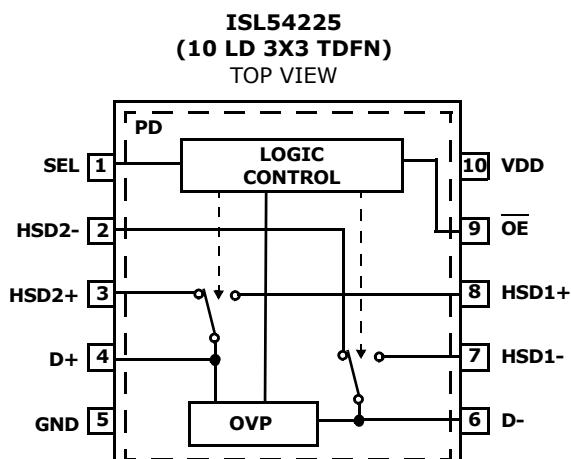 ISL54225
(10 LD 3X3 TDFN)
TOP VIEW
PD
LOGIC
CONTROL
SEL 1
10 VDD
HSD2- 2
9 OE
HSD2+ 3
8 HSD1+
D+ 4
7 HSD1-
GND 5
OVP
6 D-